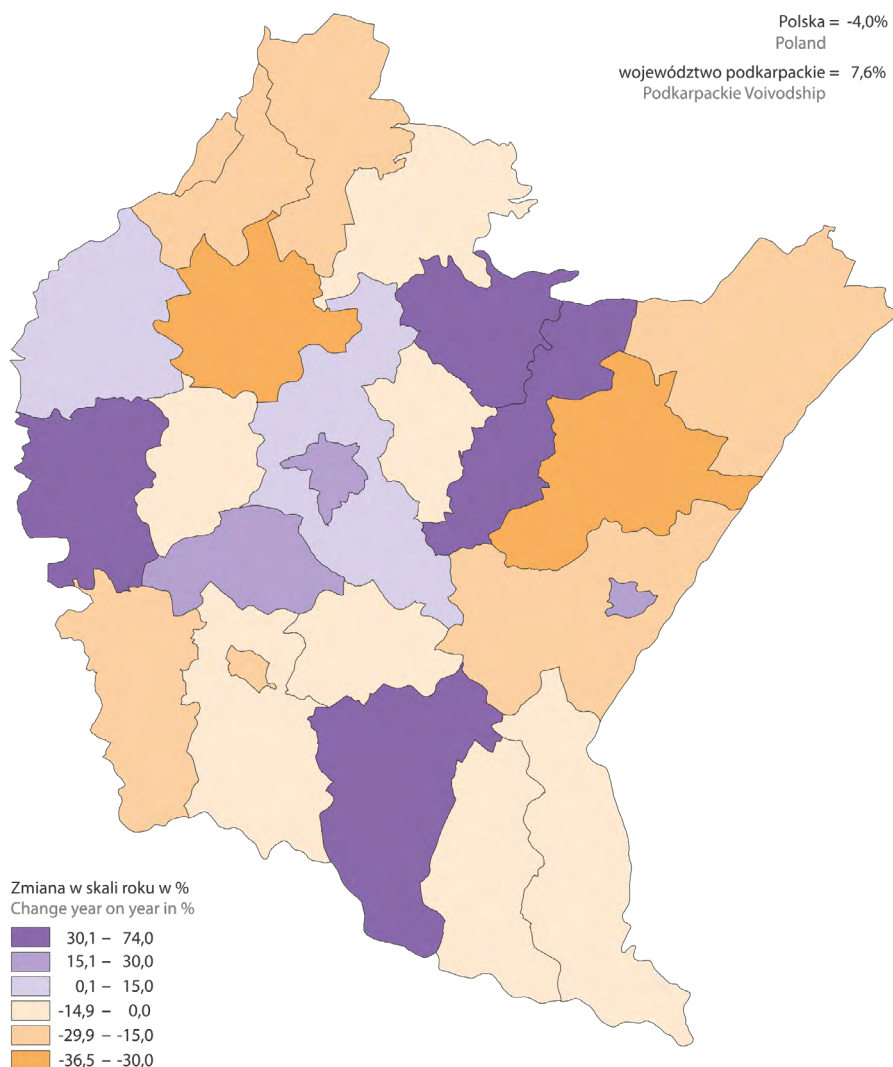 Polska = -4,0%
Poland
województwo podkarpackie = 7,6%
Podkarpackie Voivodship
Zmiana w skali roku w %
Change year on year in %
30,1 – 74,0
15,1 – 30,0
0,1 – 15,0
-14,9 – 0,0
-29,9 – -15,0
-36,5 – -30,0